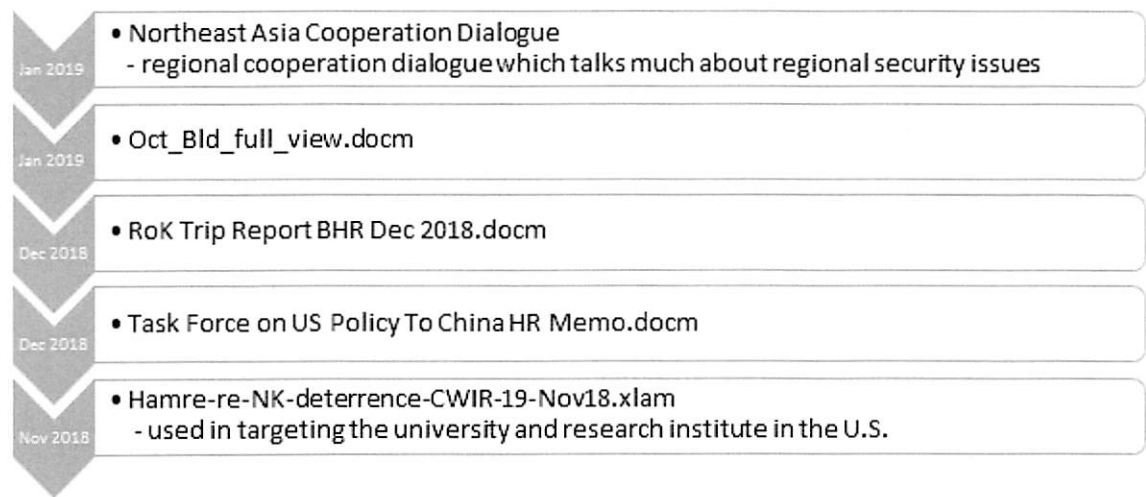 Jan 2019
• Northeast Asia Cooperation Dialogue
- regional cooperation dialogue which talks much about regional security issues
Jan 2019
• Oct_Bld_full_view.docm
Dec 2018
• RoK Trip Report BHR Dec 2018.docm
Dec 2018
• Task Force on US Policy To China HR Memo.docm
Nov 2018
• Hamre-re-NK-deterrence-CWIR-19-Nov18.xlam
- used in targeting the university and research institute in the U.S.